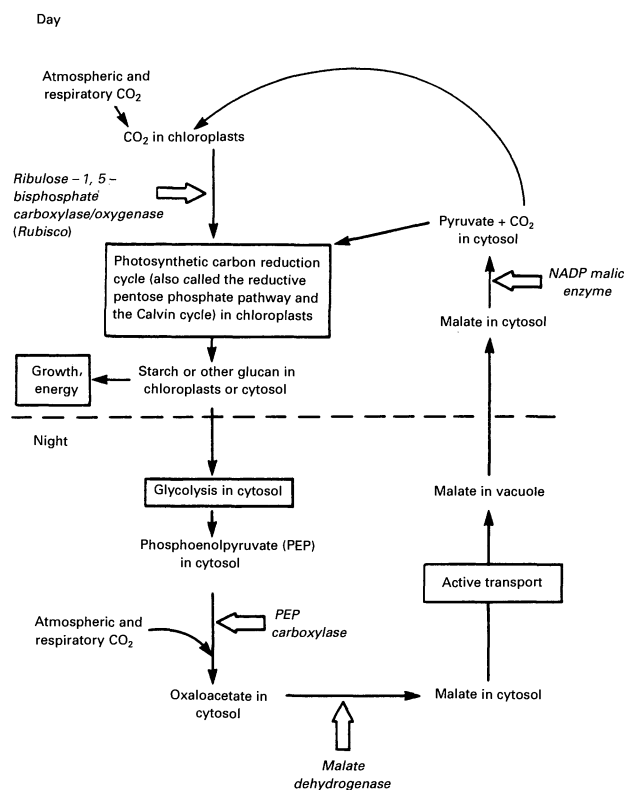 Day
Atmospheric and
respiratory CO₂
CO₂ in chloroplasts
Ribulose – 1, 5 –
bisphosphate
carboxylase/oxygenase
(Rubisco)
Pyruvate + CO₂
in cytosol
Photosynthetic carbon reduction
cycle (also called the reductive
pentose phosphate pathway and
the Calvin cycle) in chloroplasts
NADP malic
enzyme
Malate in cytosol
Growth,
energy
Starch or other glucan in
chloroplasts or cytosol
Night
Glycolysis in cytosol
Malate in vacuole
Phosphoenolpyruvate (PEP)
in cytosol
Active transport
Atmospheric and
respiratory CO₂
PEP
carboxylase
Oxaloacetate in
cytosol
Malate in cytosol
Malate
dehydrogenase